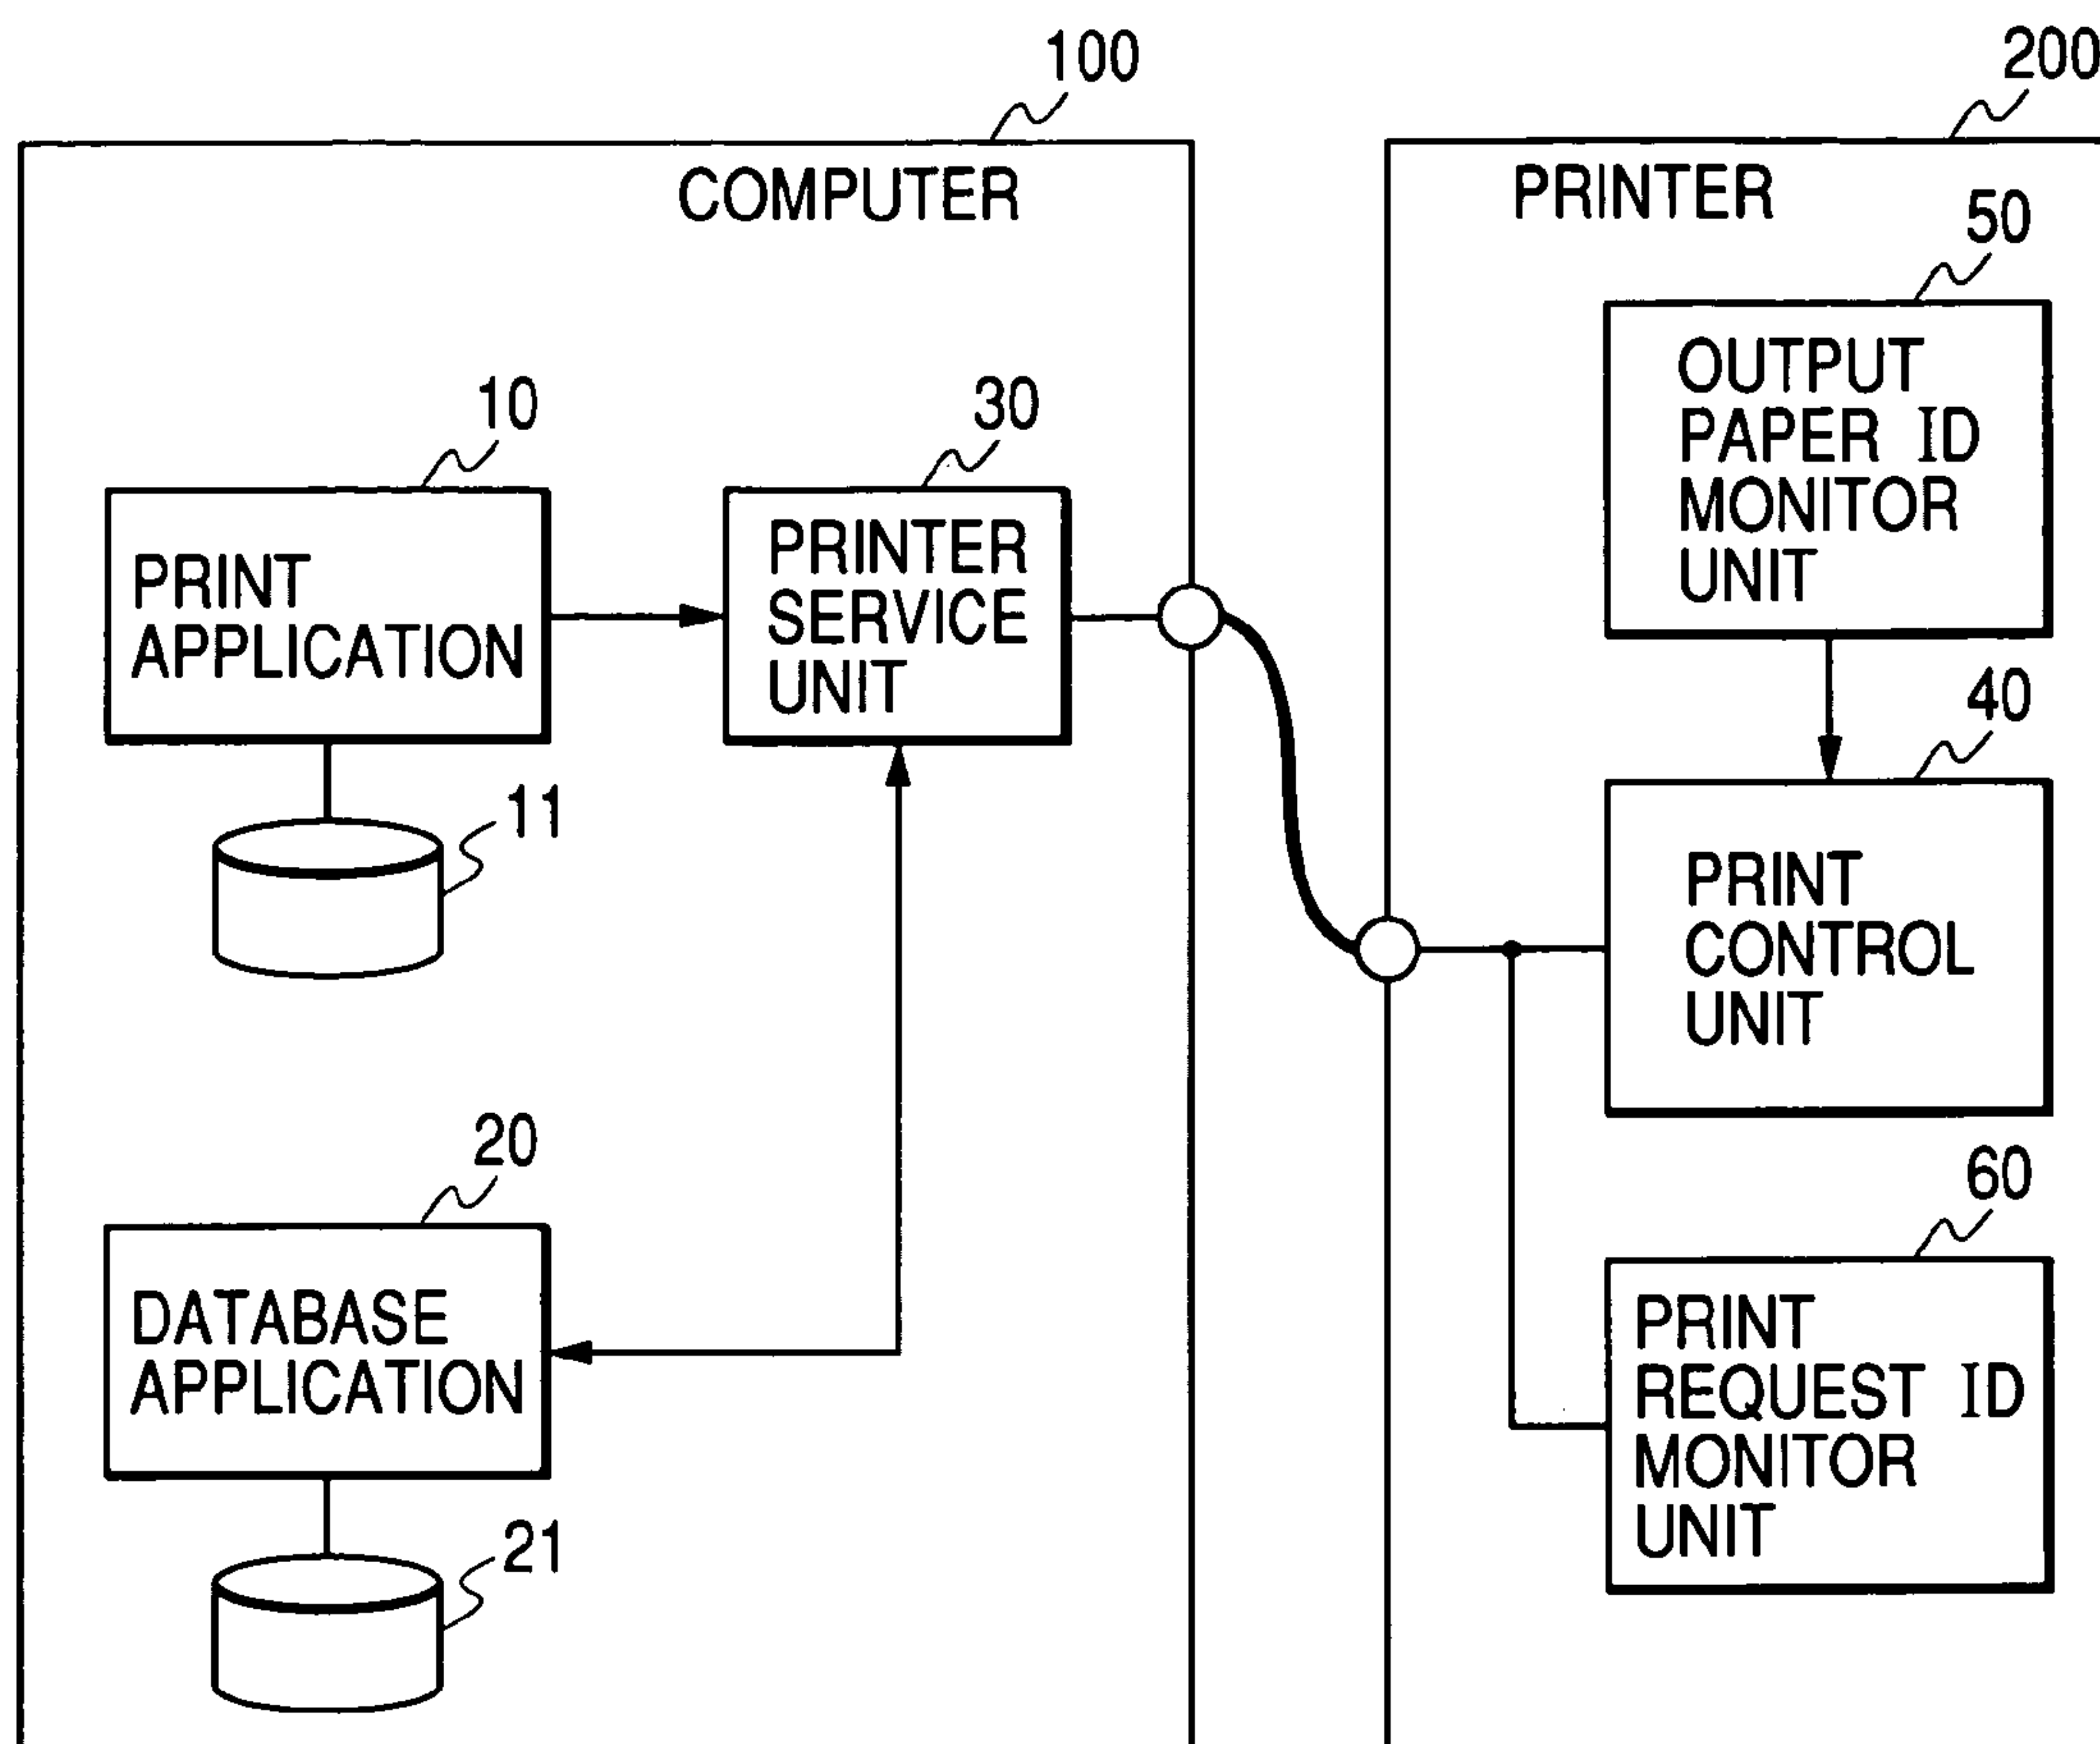 100
200
COMPUTER
PRINTER
50
OUTPUT
PAPER ID
MONITOR
UNIT
10
30
PRINT
APPLICATION
PRINTER
SERVICE
UNIT
40
11
PRINT
CONTROL
UNIT
20
60
DATABASE
APPLICATION
PRINT
REQUEST ID
MONITOR
UNIT
21